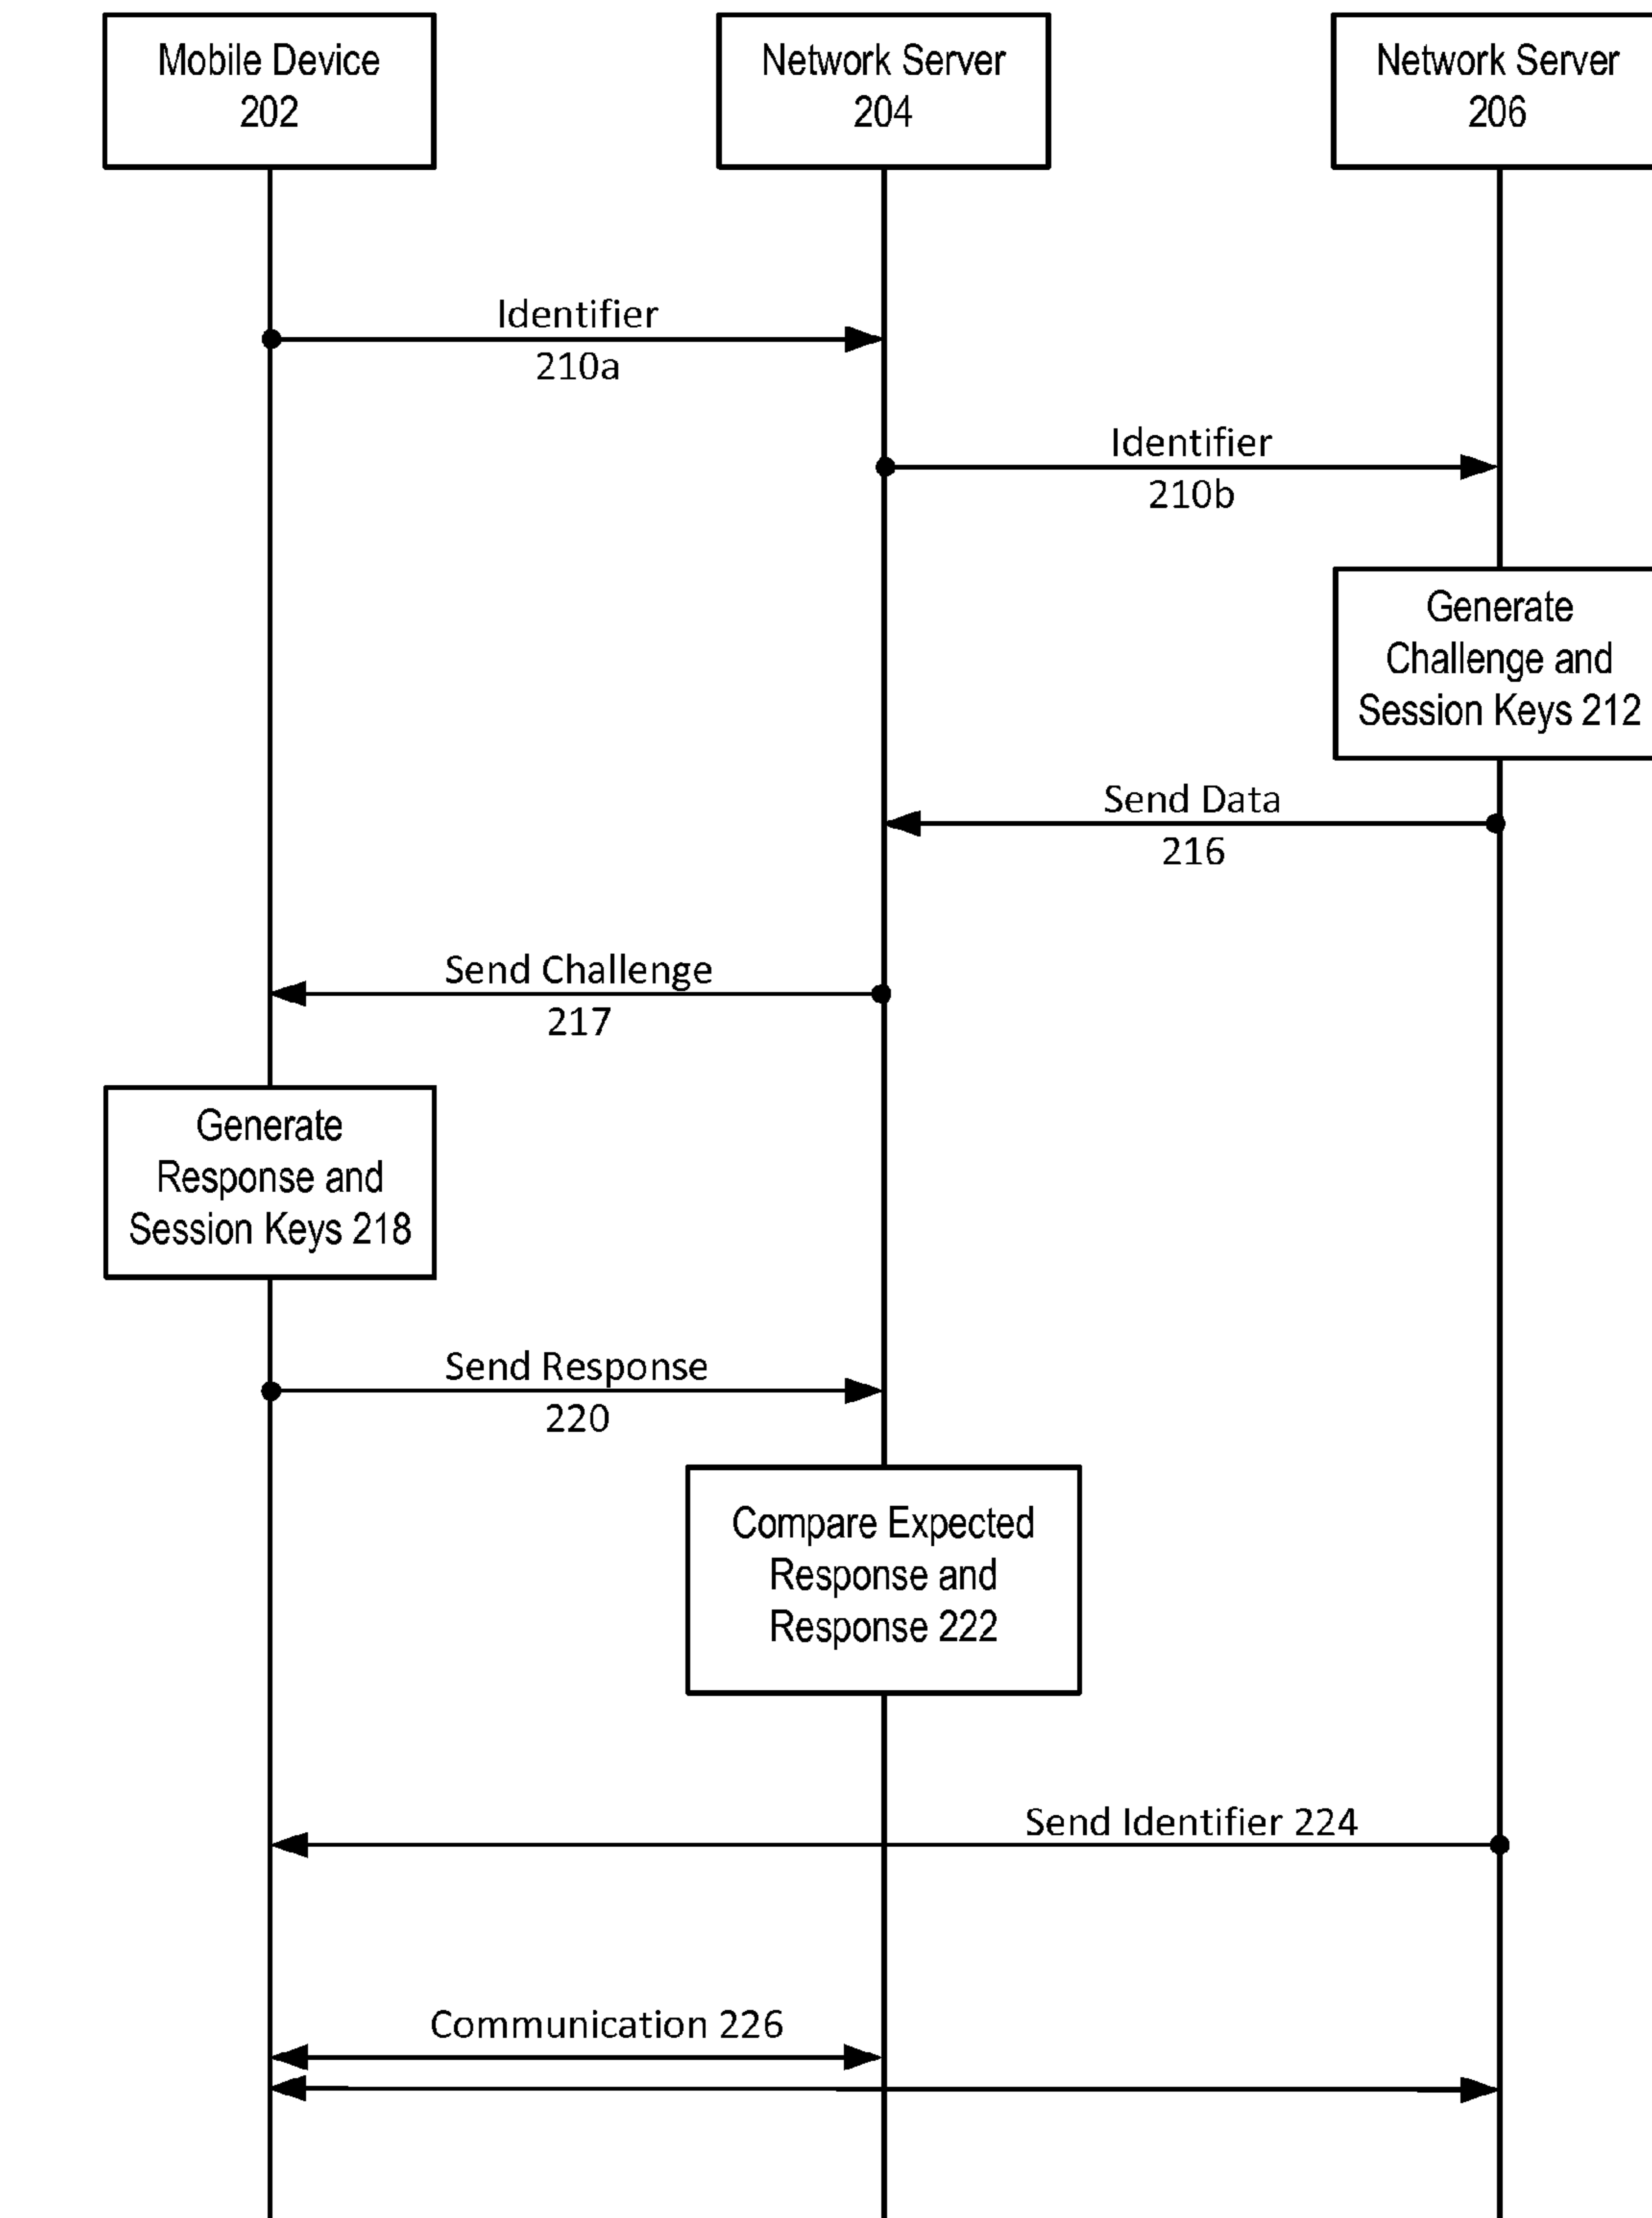 Mobile Device
202
Network Server
204
Network Server
206
Identifier
210a
Identifier
210b
Generate
Challenge and
Session Keys 212
Send Data
216
Send Challenge
217
Generate
Response and
Session Keys 218
Send Response
220
Compare Expected
Response and
Response 222
Send Identifier 224
Communication 226